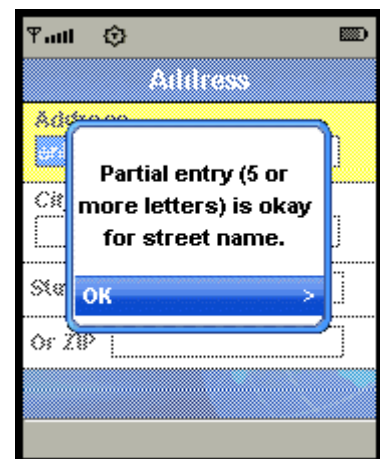 Address
Address
Partial entry (5 or
more letters) is okay
for street name.
OK >
Or ZIP